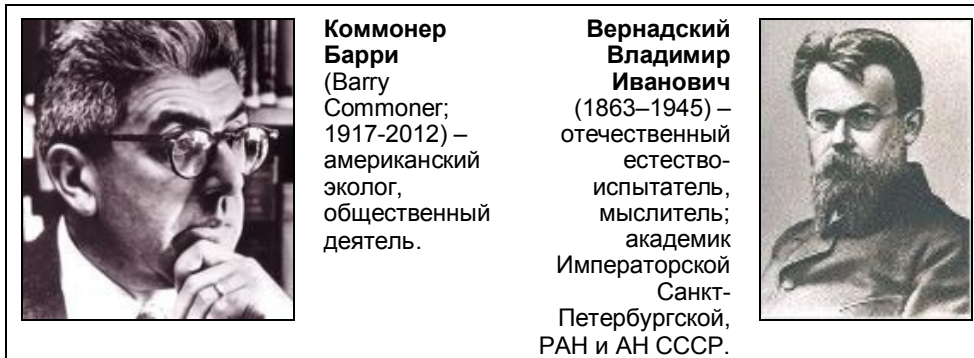 Коммонер
Барри
(Barry
Commoner;
1917-2012) –
американский
эколог,
общественный
деятель.
Вернадский
Владимир
Иванович
(1863–1945) –
отечественный
естество-
испытатель,
мыслитель;
академик
Императорской
Санкт-
Петербургской,
РАН и АН СССР.